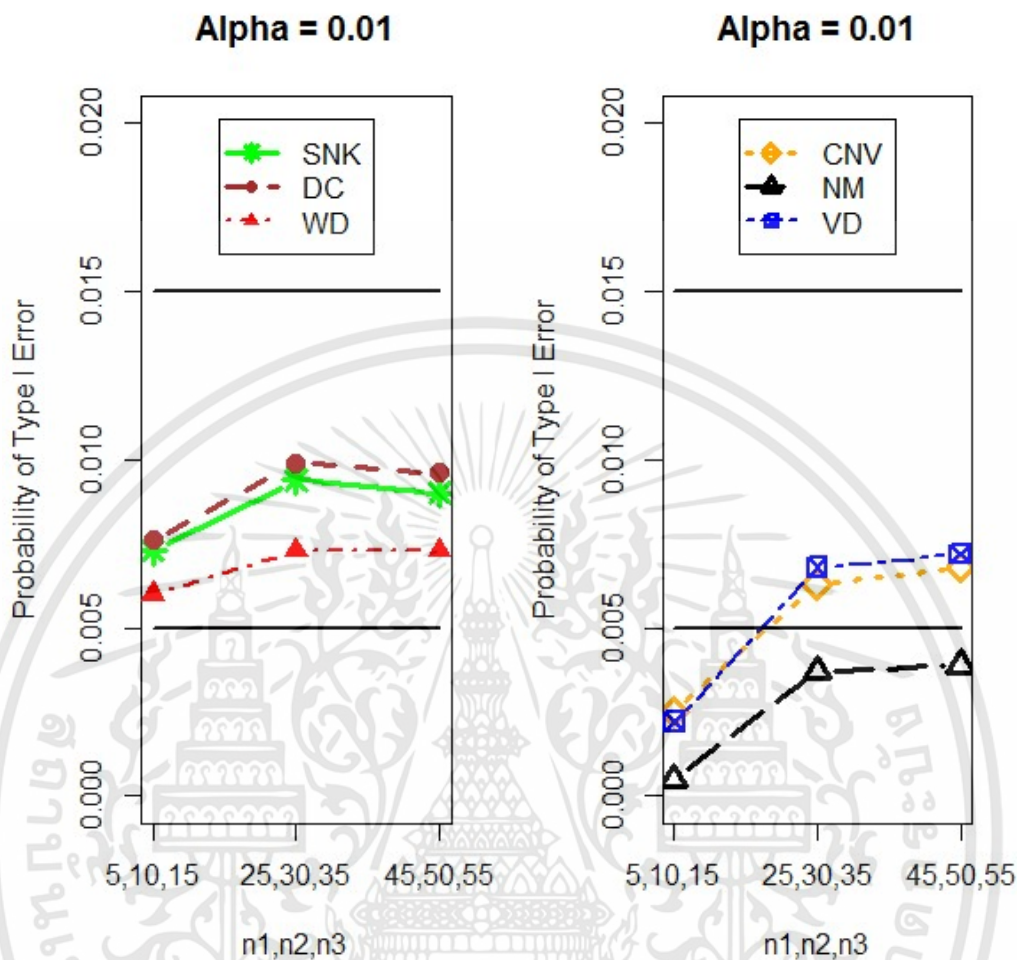 Alpha = 0.01
Probability of Type I Error
0.020
0.015
0.010
0.005
0.000
SNK
DC
WD
5,10,15
25,30,35
45,50,55
n1,n2,n3
Alpha = 0.01
Probability of Type I Error
0.020
0.015
0.010
0.005
0.000
CNV
NM
VD
5,10,15
25,30,35
45,50,55
n1,n2,n3